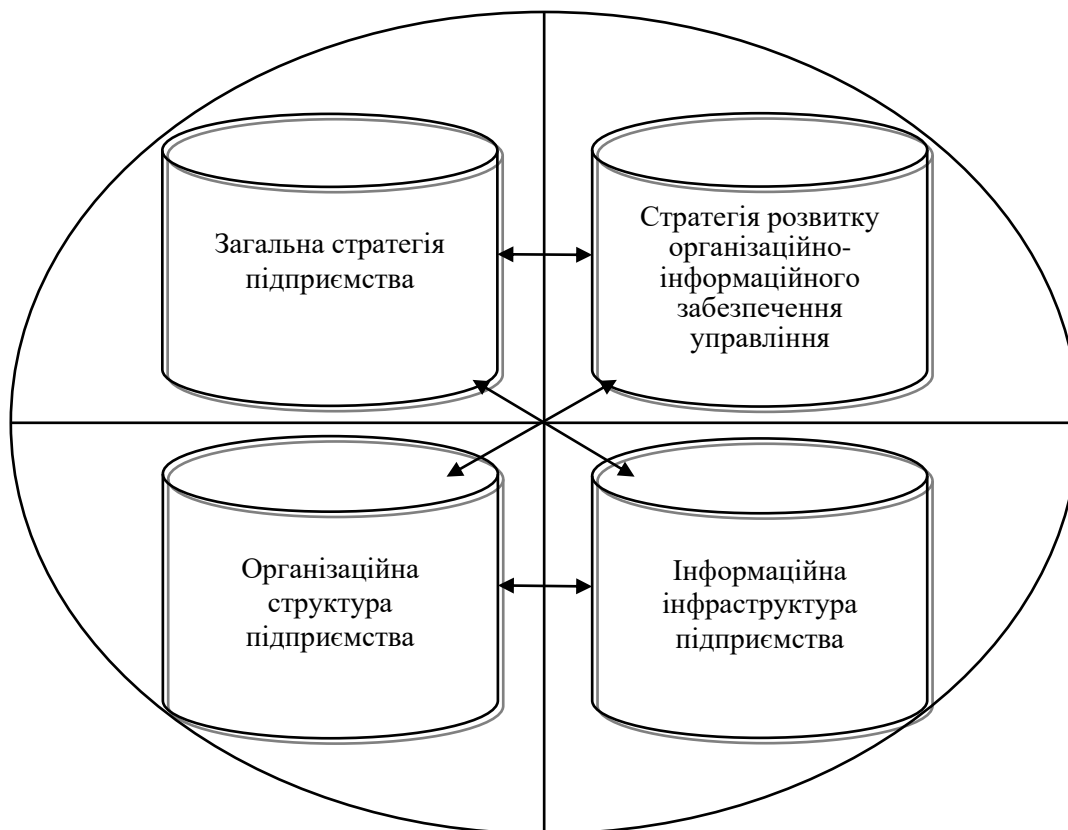 Загальна стратегія
підприємства
Стратегія розвитку
організаційно-
інформаційного
забезпечення
управління
Організаційна
структура
підприємства
Інформаційна
інфраструктура
підприємства